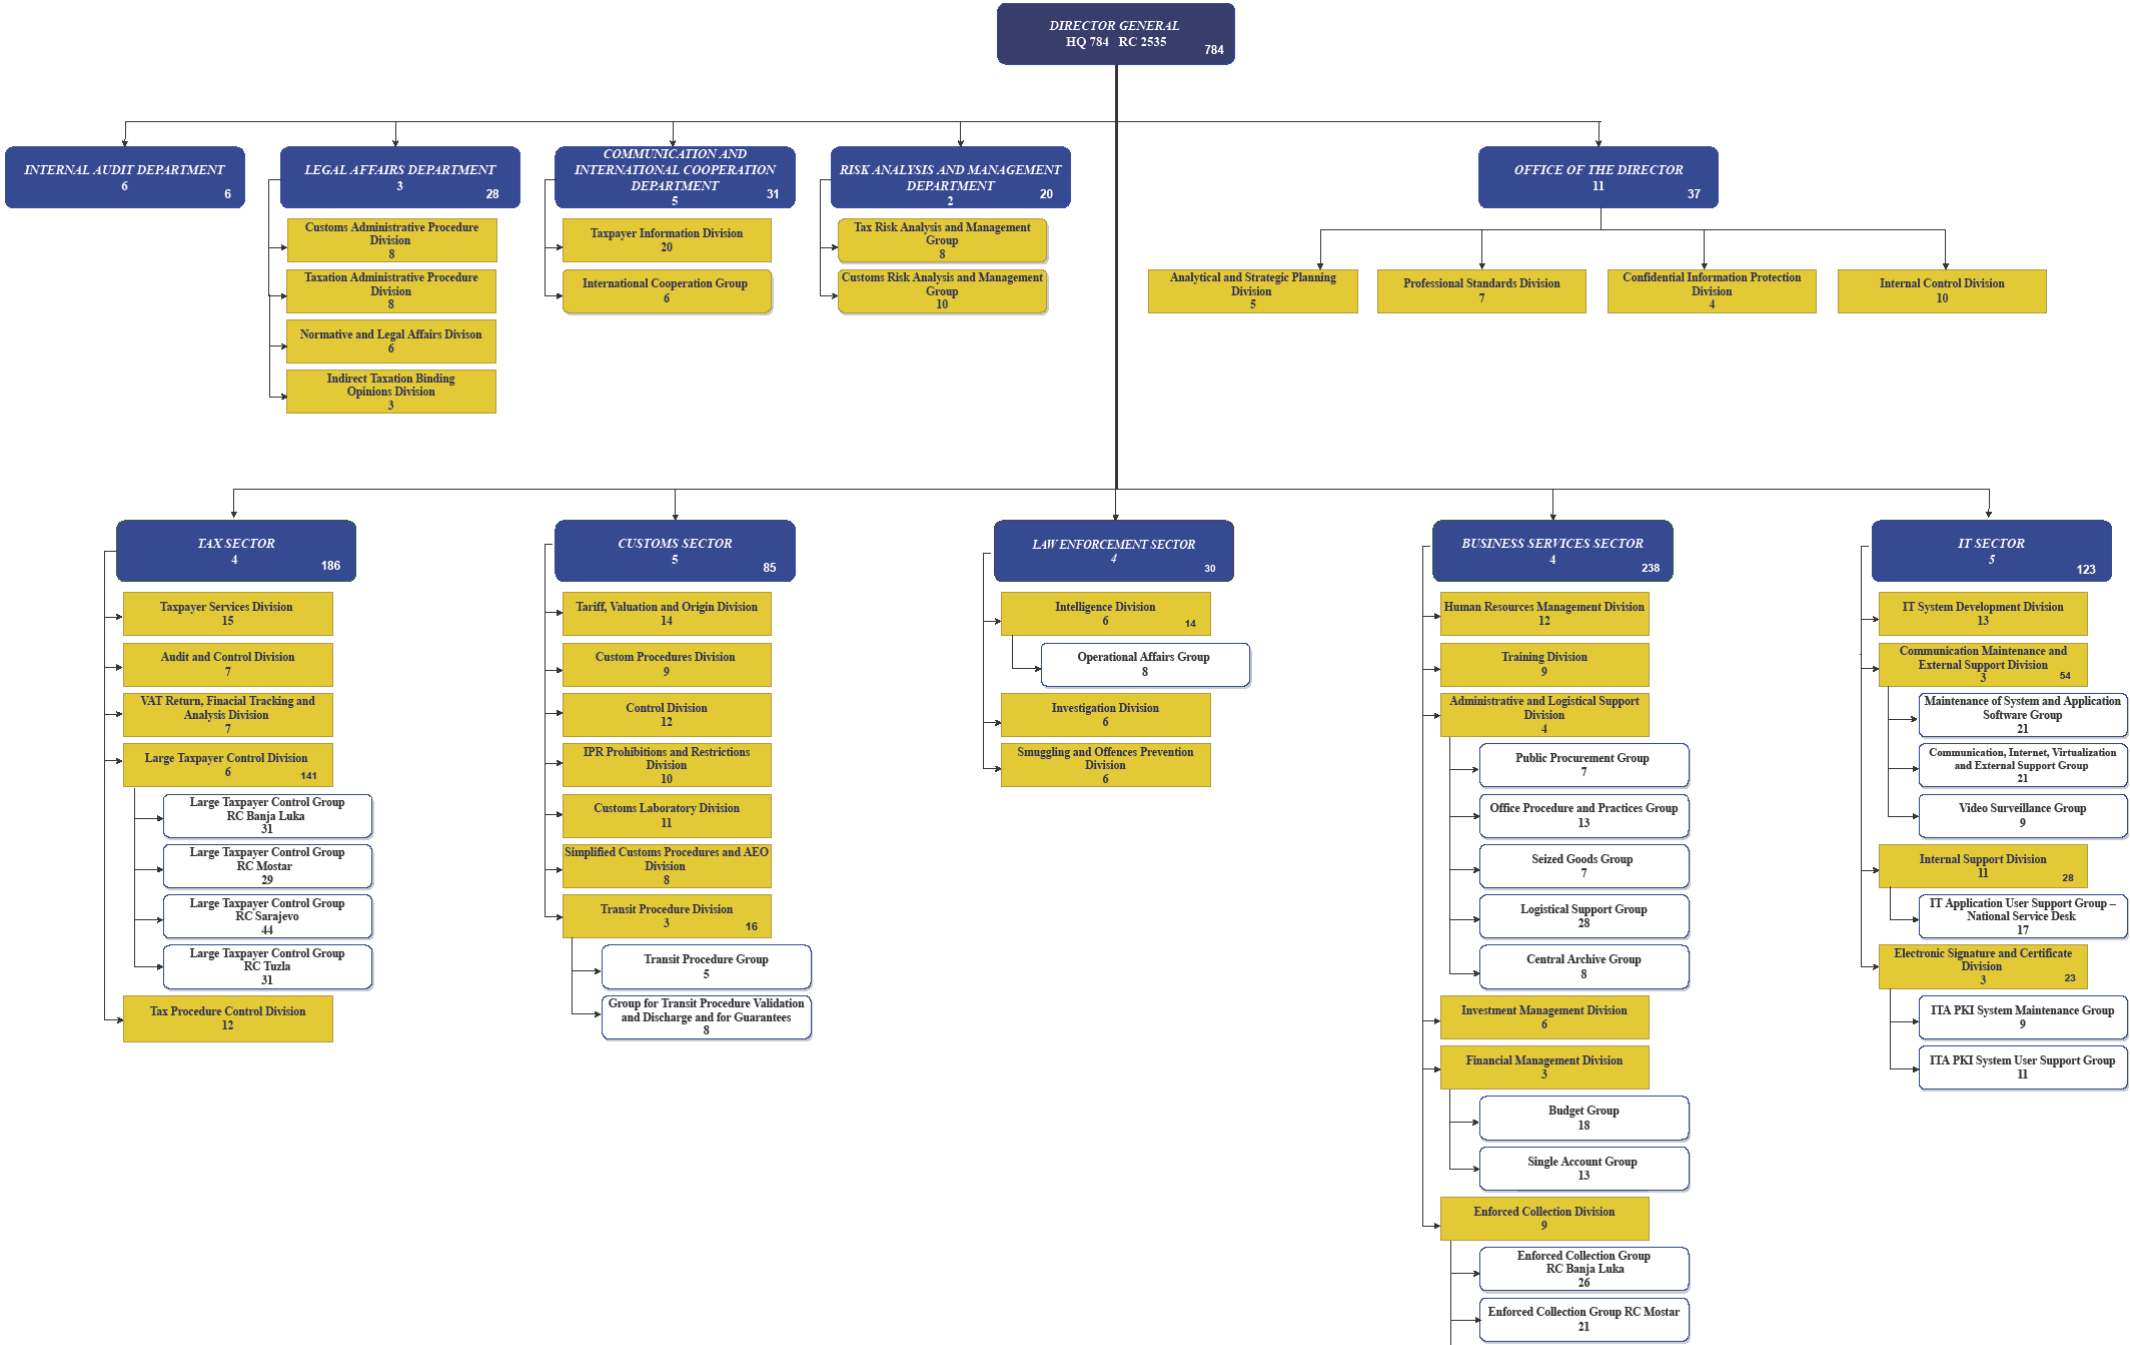 DIRECTOR GENERAL
HQ 784 RC 2535
784
INTERNAL AUDIT DEPARTMENT
6
6
LEGAL AFFAIRS DEPARTMENT
3
28
COMMUNICATION AND
INTERNATIONAL COOPERATION
DEPARTMENT
5
31
RISK ANALYSIS AND MANAGEMENT
DEPARTMENT
2
20
OFFICE OF THE DIRECTOR
11
37
Customs Administrative Procedure
Division
8
Taxation Administrative Procedure
Division
8
Normative and Legal Affairs Divison
6
Indirect Taxation Binding
Opinions Division
3
Taxpayer Information Division
20
International Cooperation Group
6
Tax Risk Analysis and Management
Group
8
Customs Risk Analysis and Management
Group
10
Analytical and Strategic Planning
Division
5
Professional Standards Division
7
Confidential Information Protection
Division
4
Internal Control Division
10
TAX SECTOR
4
186
Taxpayer Services Division
15
Audit and Control Division
7
VAT Return, Finacial Tracking and
Analysis Division
7
Large Taxpayer Control Division
6
141
Large Taxpayer Control Group
RC Banja Luka
31
Large Taxpayer Control Group
RC Mostar
29
Large Taxpayer Control Group
RC Sarajevo
44
Large Taxpayer Control Group
RC Tuzla
31
Tax Procedure Control Division
12
CUSTOMS SECTOR
5
85
Tariff, Valuation and Origin Division
14
Custom Procedures Division
9
Control Division
12
IPR Prohibitions and Restrictions
Division
10
Customs Laboratory Division
11
Simplified Customs Procedures and AEO
Division
8
Transit Procedure Division
3
16
Transit Procedure Group
5
Group for Transit Procedure Validation
and Discharge and for Guarantees
8
LAW ENFORCEMENT SECTOR
4
30
Intelligence Division
6
14
Operational Affairs Group
8
Investigation Division
6
Smuggling and Offences Prevention
Division
6
BUSINESS SERVICES SECTOR
4
238
Human Resources Management Division
12
Training Division
9
Administrative and Logistical Support
Division
4
Public Procurement Group
7
Office Procedure and Practices Group
13
Seized Goods Group
7
Logistical Support Group
28
Central Archive Group
8
Investment Management Division
6
Financial Management Division
3
Budget Group
18
Single Account Group
13
Enforced Collection Division
9
Enforced Collection Group
RC Banja Luka
26
Enforced Collection Group RC Mostar
21
IT SECTOR
5
123
IT System Development Division
13
Communication Maintenance and
External Support Division
3
54
Maintenance of System and Application
Software Group
21
Communication, Internet, Virtualization
and External Support Group
21
Video Surveillance Group
9
Internal Support Division
11
28
IT Application User Support Group –
National Service Desk
17
Electronic Signature and Certificate
Division
3
23
ITA PKI System Maintenance Group
9
ITA PKI System User Support Group
11